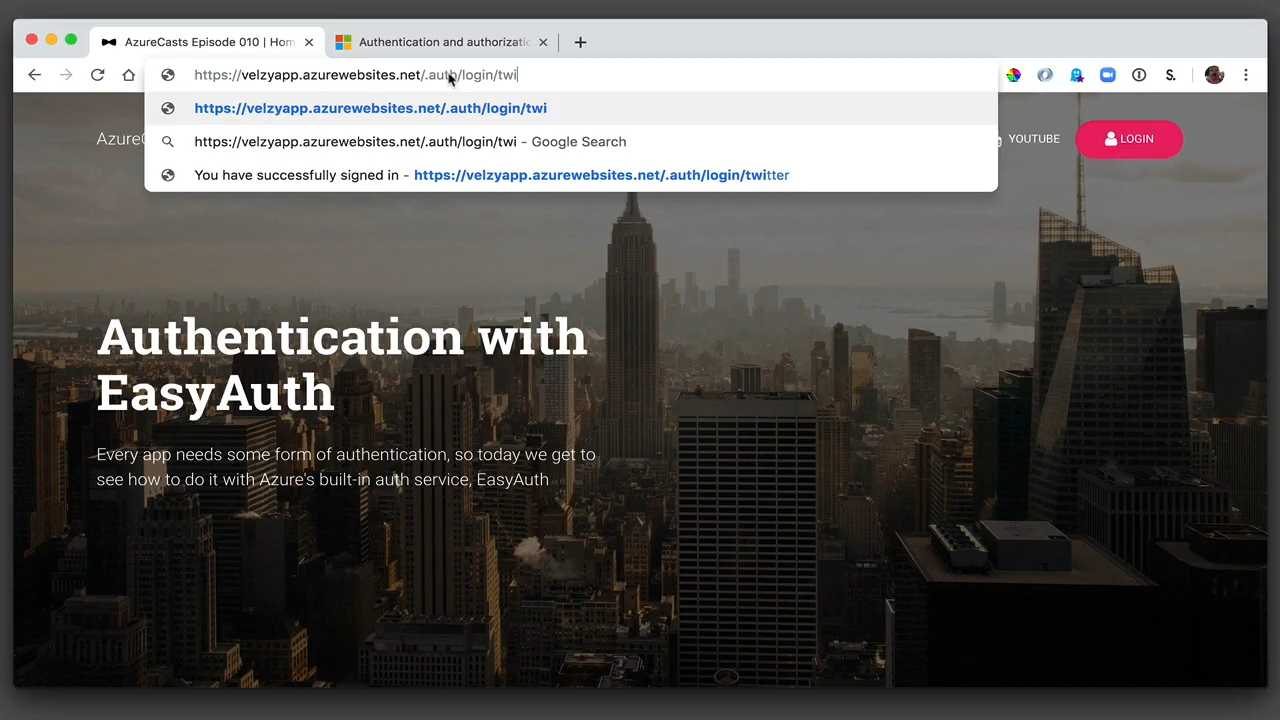 AzureCasts Episode 010 | Hom
Authentication and authorizatio
https://velzyapp.azurewebsites.net/.auth/login/twi
S.
https://velzyapp.azurewebsites.net/.auth/login/twi
https://velzyapp.azurewebsites.net/.auth/login/twi - Google Search
You have successfully signed in - https://velzyapp.azurewebsites.net/.auth/login/twitter
AzureC
YOUTUBE
LOGIN
Authentication with
EasyAuth
Every app needs some form of authentication, so today we get to
see how to do it with Azure's built-in auth service, EasyAuth